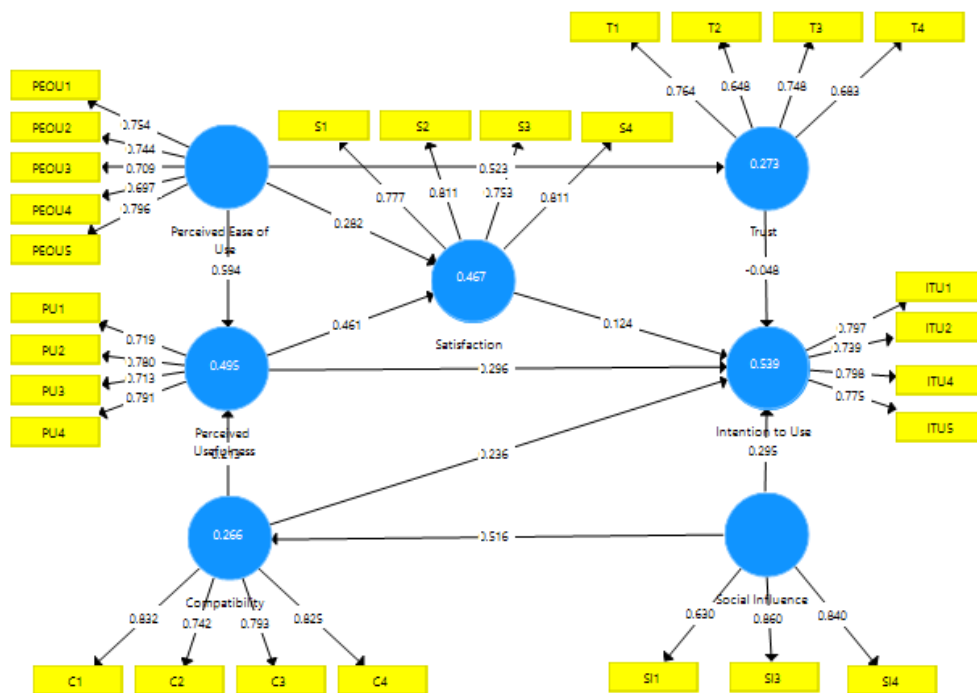 T1
T2
T3
T4
0.764
0.648
0.748
0.683
PEOU1
PEOU2
PEOU3
PEOU4
PEOU5
0.754
0.744
0.709
0.697
0.796
S1
S2
S3
S4
0.777
0.811
0.753
0.811
0.523
0.273
0.282
Perceived Ease of
Use
Trust
0.594
-0.048
0.467
Satisfaction
0.461
0.124
PU1
PU2
PU3
PU4
0.719
0.780
0.713
0.791
0.495
0.296
0.539
ITU1
ITU2
ITU4
ITU5
0.797
0.739
0.798
0.775
Perceived
Usefulness
Intention to Use
0.236
0.295
0.266
0.516
Compatibility
Social Influence
0.832
0.742
0.793
0.825
0.630
0.860
0.840
C1
C2
C3
C4
SI1
SI3
SI4